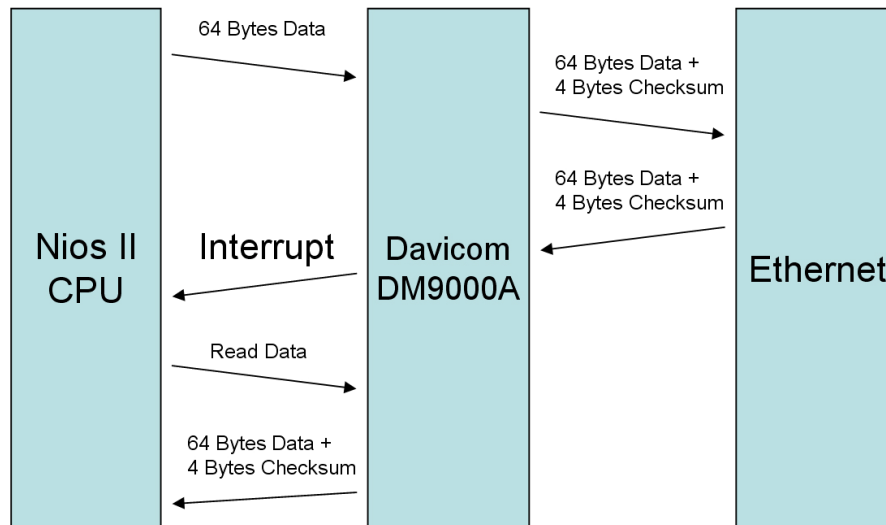 64 Bytes Data
64 Bytes Data +
4 Bytes Checksum
64 Bytes Data +
4 Bytes Checksum
Nios II
CPU
Interrupt
Davicom
DM9000A
Ethernet
Read Data
64 Bytes Data +
4 Bytes Checksum